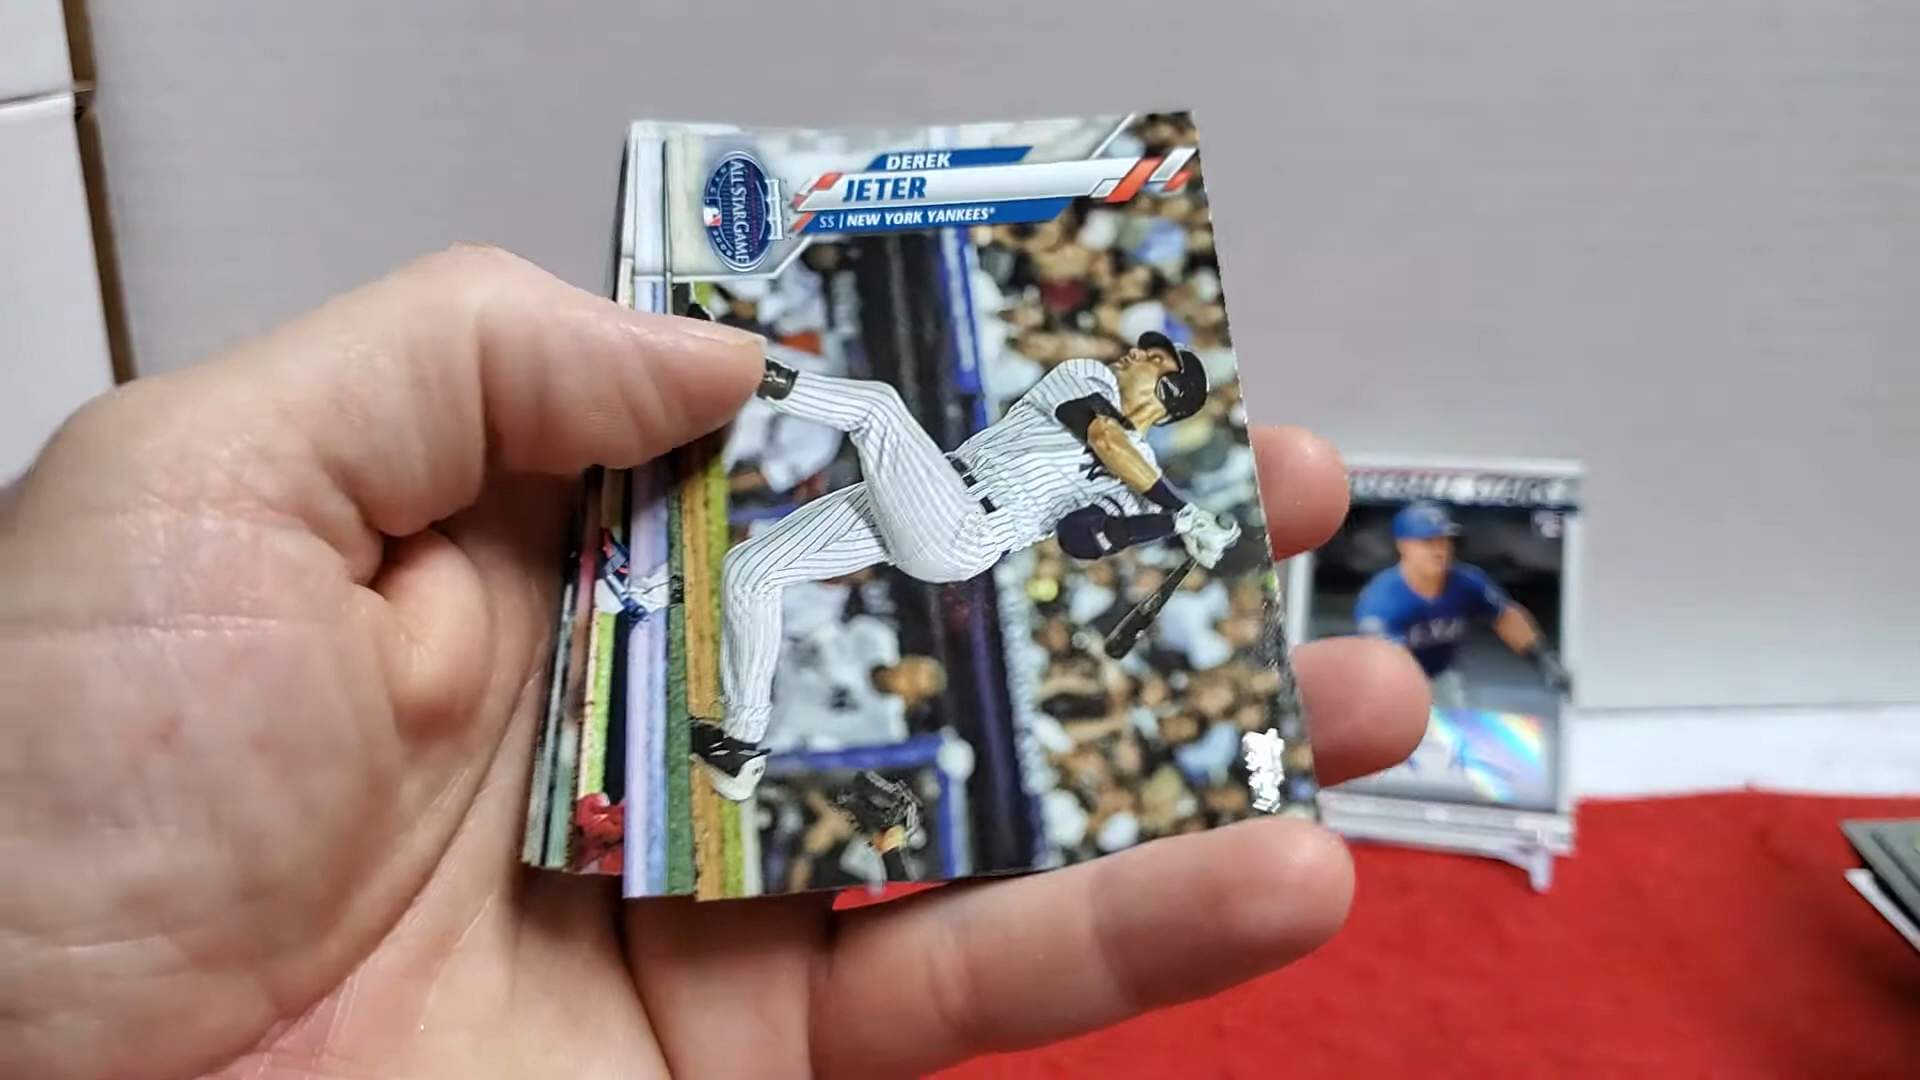 DEREK
JETER
SS | NEW YORK YANKEES®
ALL-STAR GAME